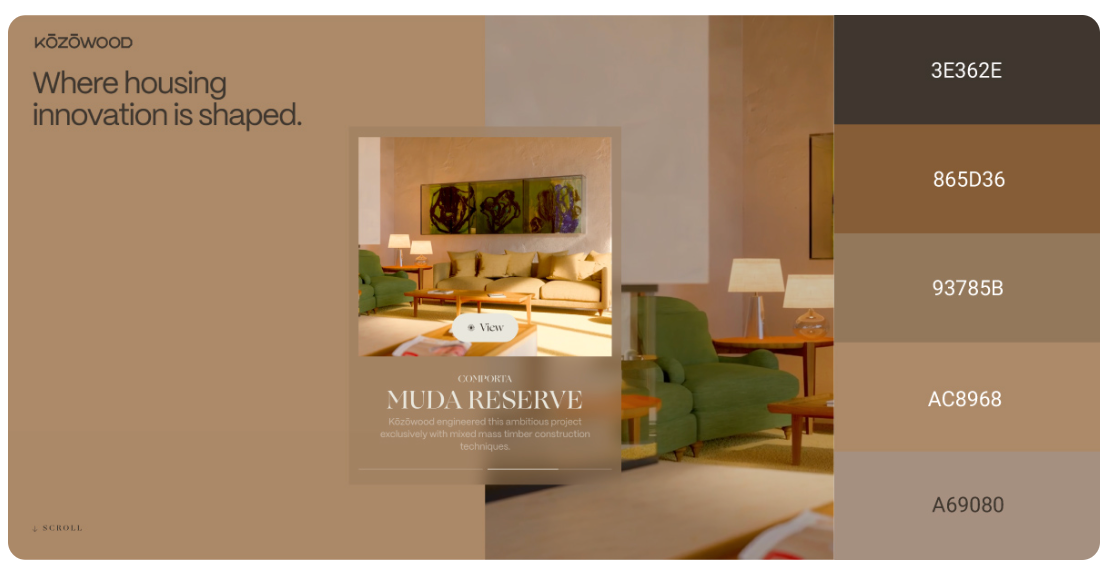 KŌZŌWOOD
Where housing
innovation is shaped.
View
COMPORTA
MUDA RESERVE
Kōzōwood engineered this ambitious project
exclusively with mixed mass timber construction
techniques.
↓ SCROLL
3E362E
865D36
93785B
AC8968
A69080